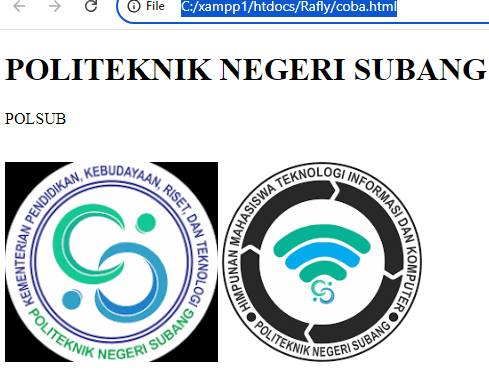 File
C:/xampp1/htdocs/Rafly/coba.html
POLITEKNIK NEGERI SUBANG
POLSUB
KEMENTERIAN PENDIDIKAN, KEBUDAYAAN, RISET, DAN TEKNOLOGI
POLITEKNIK NEGERI SUBANG
HIMPUNAN MAHASISWA TEKNOLOGI INFORMASI DAN KOMPUTER
POLITEKNIK NEGERI SUBANG